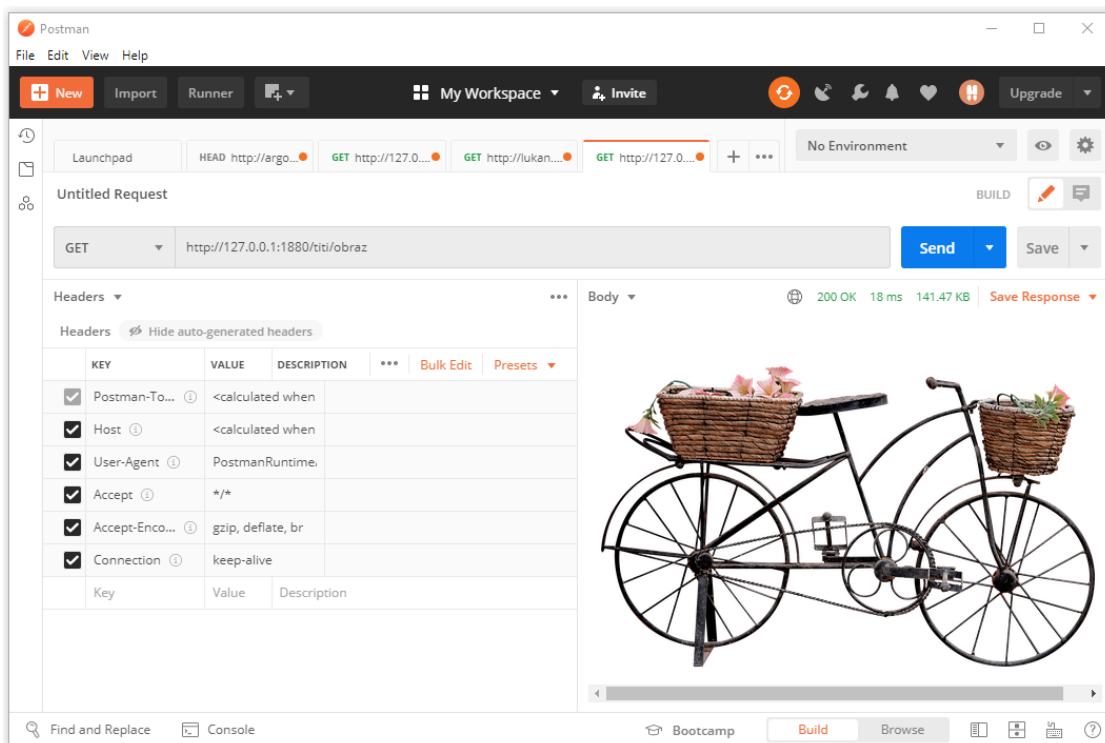 Postman
File Edit View Help
New Import Runner My Workspace Invite Upgrade
Launchpad HEAD http://argo... GET http://127.0.... GET http://lukan.... GET http://127.0.... + ••• No Environment
Untitled Request BUILD
GET http://127.0.0.1:1880/titi/obraz Send Save
Headers ••• Body 200 OK 18 ms 141.47 KB Save Response
Headers Hide auto-generated headers
KEY VALUE DESCRIPTION ••• Bulk Edit Presets
Postman-To... <calculated when
Host <calculated when
User-Agent PostmanRuntime/
Accept */*
Accept-Enco... gzip, deflate, br
Connection keep-alive
Key Value Description
Find and Replace Console Bootcamp Build Browse